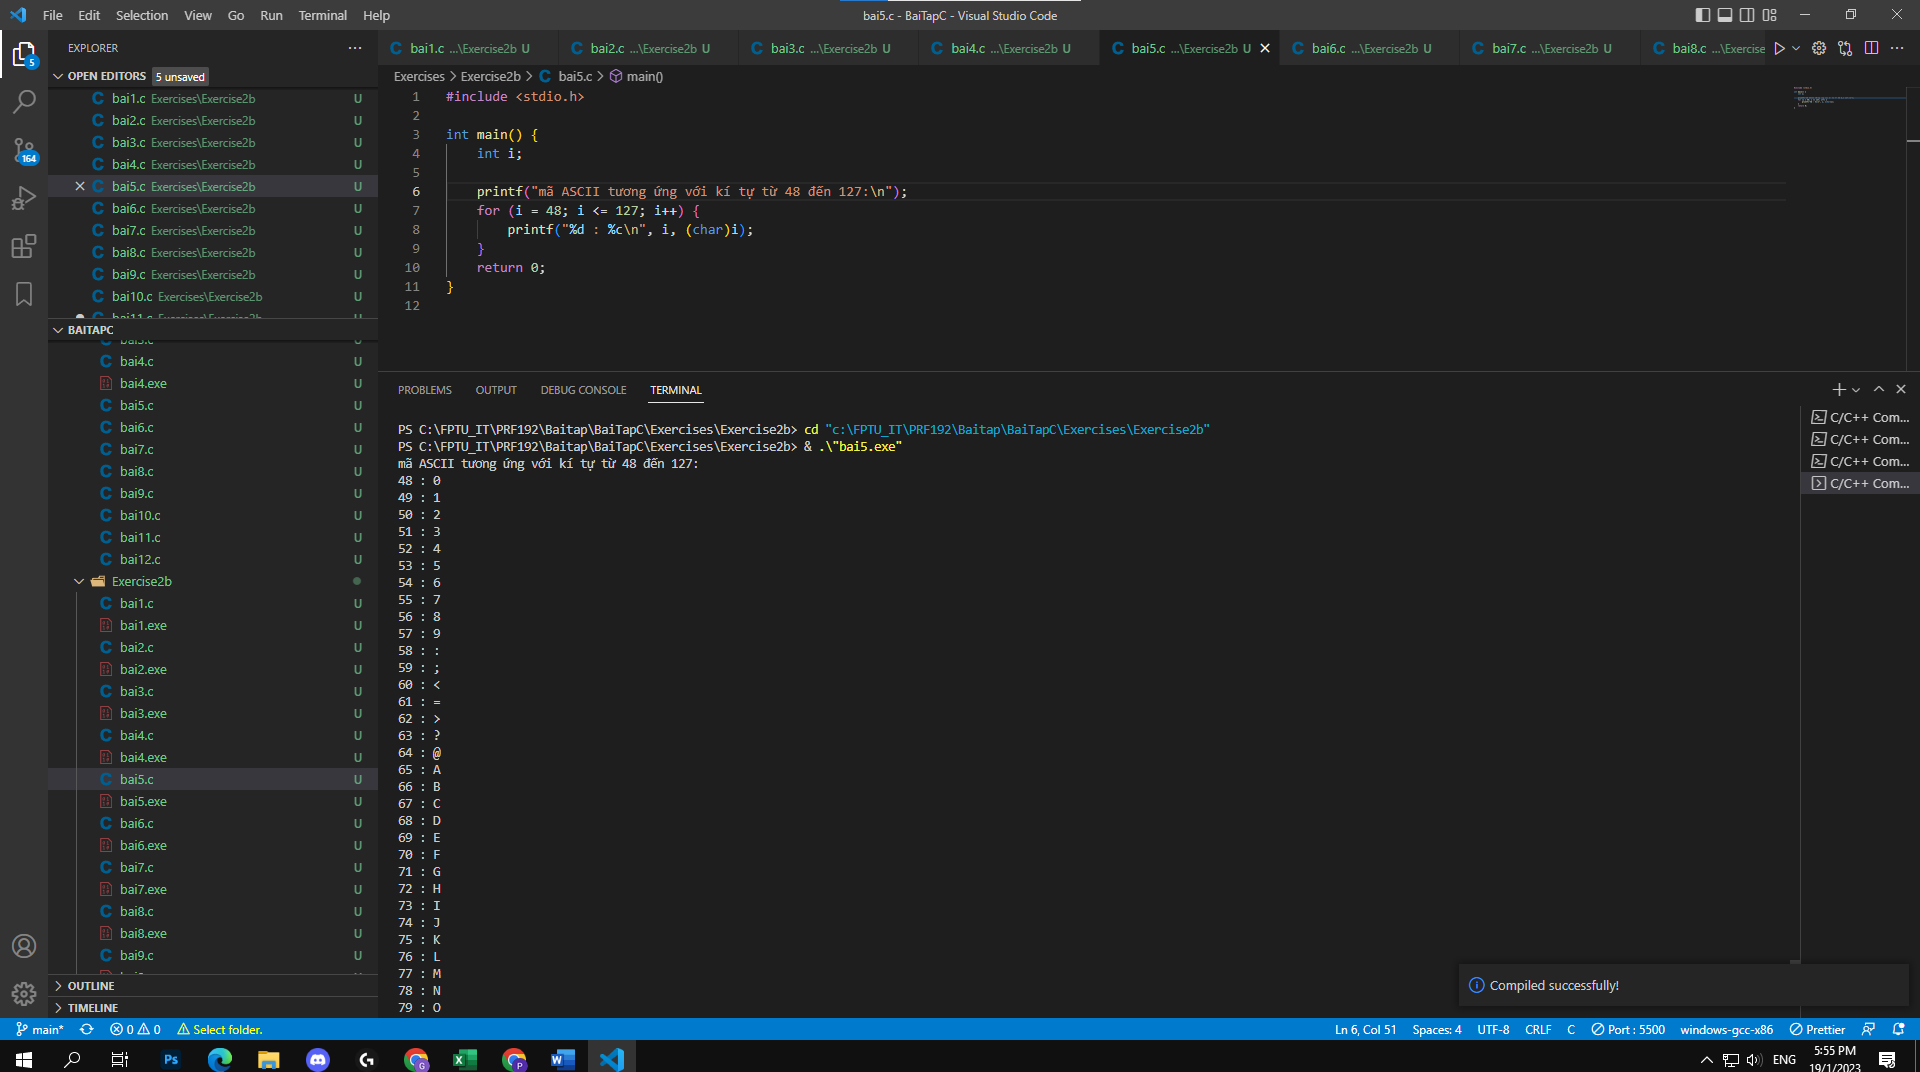 File Edit Selection View Go Run Terminal Help
bai5.c - BaiTapC - Visual Studio Code
EXPLORER
OPEN EDITORS 5 unsaved
bai1.c Exercises\Exercise2b U
bai2.c Exercises\Exercise2b U
bai3.c Exercises\Exercise2b U
bai4.c Exercises\Exercise2b U
bai5.c Exercises\Exercise2b U
bai6.c Exercises\Exercise2b U
bai7.c Exercises\Exercise2b U
bai8.c Exercises\Exercise2b U
bai9.c Exercises\Exercise2b U
bai10.c Exercises\Exercise2b U
bai11.c Exercises\Exercise2b U
BAITAPC
bai3.c U
bai4.c U
bai4.exe U
bai5.c U
bai6.c U
bai7.c U
bai8.c U
bai9.c U
bai10.c U
bai11.c U
bai12.c U
Exercise2b
bai1.c U
bai1.exe U
bai2.c U
bai2.exe U
bai3.c U
bai3.exe U
bai4.c U
bai4.exe U
bai5.c U
bai5.exe U
bai6.c U
bai6.exe U
bai7.c U
bai7.exe U
bai8.c U
bai8.exe U
bai9.c U
OUTLINE
TIMELINE
5
164
bai1.c ...\Exercise2b U
bai2.c ...\Exercise2b U
bai3.c ...\Exercise2b U
bai4.c ...\Exercise2b U
bai5.c ...\Exercise2b U
bai6.c ...\Exercise2b U
bai7.c ...\Exercise2b U
bai8.c ...\Exercise
Exercises > Exercise2b > bai5.c > main()
1 #include <stdio.h>
2
3 int main() {
4 int i;
5
6 printf("mã ASCII tương ứng với kí tự từ 48 đến 127:\n");
7 for (i = 48; i <= 127; i++) {
8 printf("%d : %c\n", i, (char)i);
9 }
10 return 0;
11 }
12
PROBLEMS OUTPUT DEBUG CONSOLE TERMINAL
PS C:\FPTU_IT\PRF192\Baitap\BaiTapC\Exercises\Exercise2b> cd "c:\FPTU_IT\PRF192\Baitap\BaiTapC\Exercises\Exercise2b"
PS C:\FPTU_IT\PRF192\Baitap\BaiTapC\Exercises\Exercise2b> & .\"bai5.exe"
mã ASCII tương ứng với kí tự từ 48 đến 127:
48 : 0
49 : 1
50 : 2
51 : 3
52 : 4
53 : 5
54 : 6
55 : 7
56 : 8
57 : 9
58 : :
59 : ;
60 : <
61 : =
62 : >
63 : ?
64 : @
65 : A
66 : B
67 : C
68 : D
69 : E
70 : F
71 : G
72 : H
73 : I
74 : J
75 : K
76 : L
77 : M
78 : N
79 : O
C/C++ Com...
C/C++ Com...
C/C++ Com...
C/C++ Com...
Compiled successfully!
main* 0 0 Select folder.
Ln 6, Col 51 Spaces: 4 UTF-8 CRLF C Port : 5500 windows-gcc-x86 Prettier
ENG
5:55 PM
19/1/2023